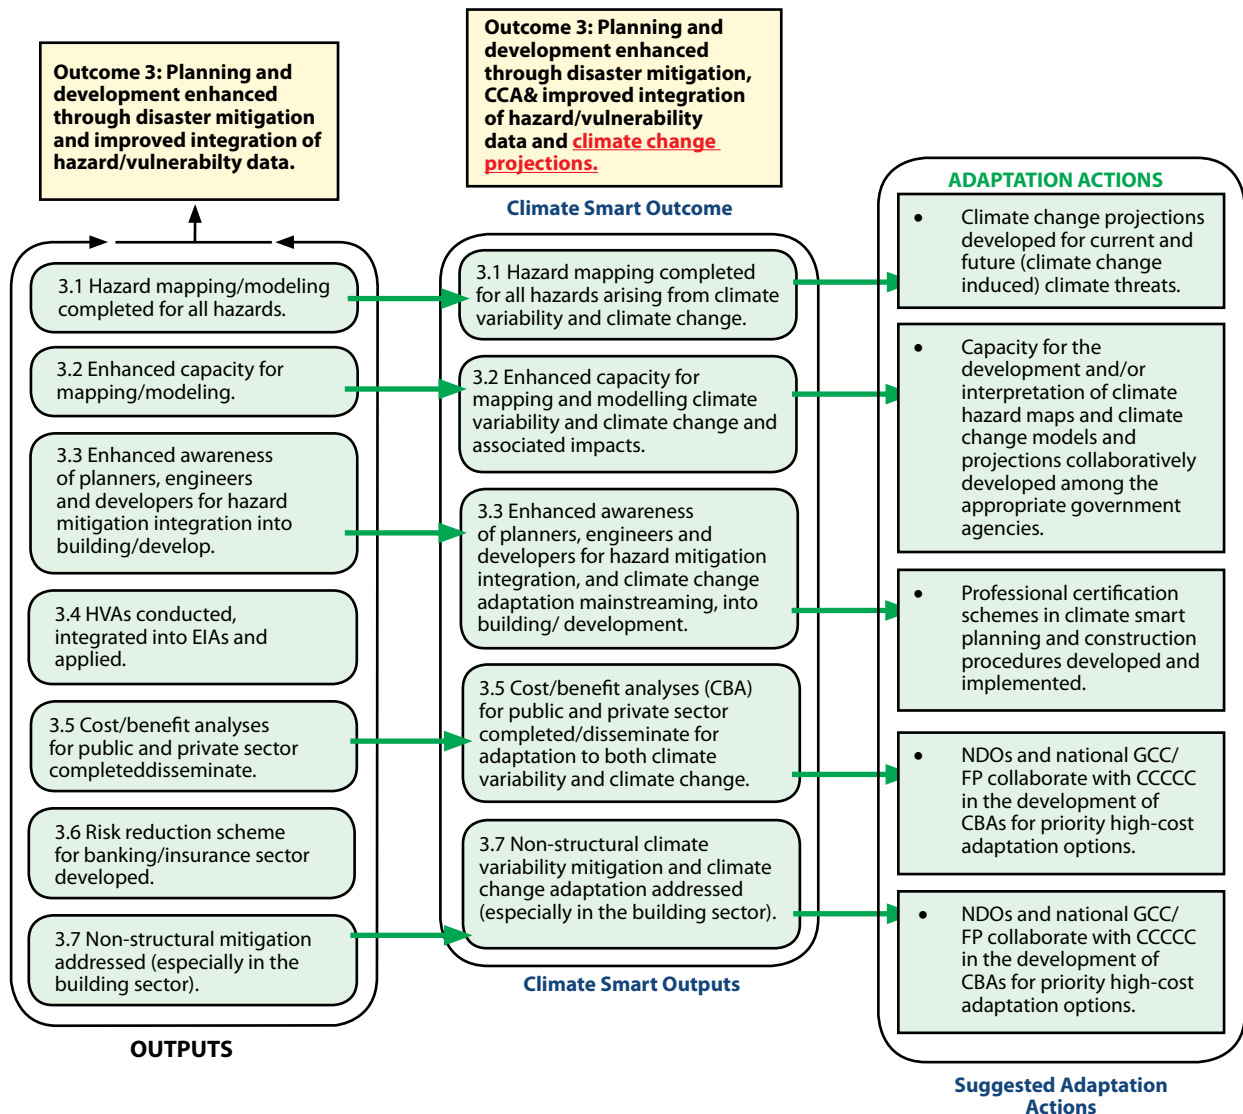 Outcome 3: Planning and
development enhanced
through disaster mitigation
and improved integration of
hazard/vulnerabilty data.
3.1 Hazard mapping/modeling
completed for all hazards.
3.2 Enhanced capacity for
mapping/modeling.
3.3 Enhanced awareness
of planners, engineers
and developers for hazard
mitigation integration into
building/develop.
3.4 HVAs conducted,
integrated into EIAs and
applied.
3.5 Cost/benefit analyses
for public and private sector
completeddisseminate.
3.6 Risk reduction scheme
for banking/insurance sector
developed.
3.7 Non-structural mitigation
addressed (especially in the
building sector).
OUTPUTS
Outcome 3: Planning and
development enhanced
through disaster mitigation,
CCA& improved integration
of hazard/vulnerability
data and climate change
projections.
Climate Smart Outcome
3.1 Hazard mapping completed
for all hazards arising from climate
variability and climate change.
3.2 Enhanced capacity for
mapping and modelling climate
variability and climate change and
associated impacts.
3.3 Enhanced awareness
of planners, engineers and
developers for hazard mitigation
integration, and climate change
adaptation mainstreaming, into
building/ development.
3.5 Cost/benefit analyses (CBA)
for public and private sector
completed/disseminate for
adaptation to both climate
variability and climate change.
3.7 Non-structural climate
variability mitigation and climate
change adaptation addressed
(especially in the building sector).
Climate Smart Outputs
ADAPTATION ACTIONS
• Climate change projections
developed for current and
future (climate change
induced) climate threats.
• Capacity for the
development and/or
interpretation of climate
hazard maps and climate
change models and
projections collaboratively
developed among the
appropriate government
agencies.
• Professional certification
schemes in climate smart
planning and construction
procedures developed and
implemented.
• NDOs and national GCC/
FP collaborate with CCCCC
in the development of
CBAs for priority high-cost
adaptation options.
• NDOs and national GCC/
FP collaborate with CCCCC
in the development of
CBAs for priority high-cost
adaptation options.
Suggested Adaptation
Actions